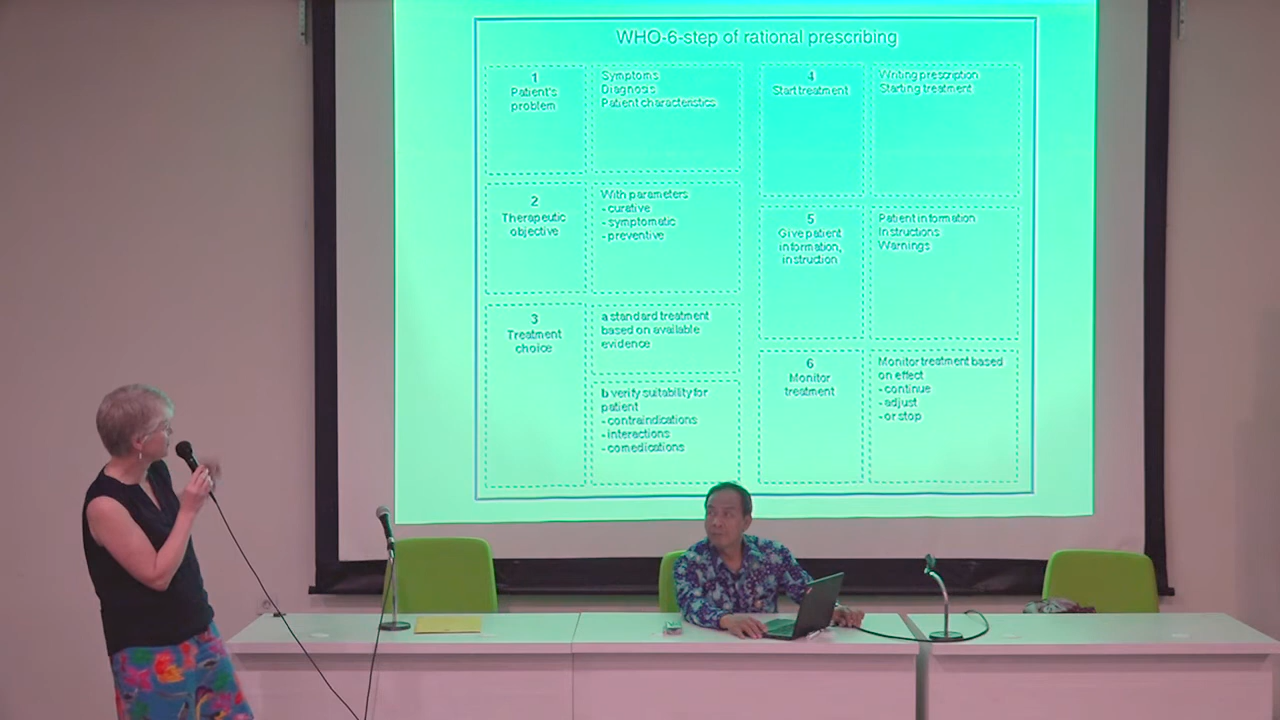 WHO-6-step of rational prescribing
1
Patient's
problem
Symptoms
Diagnosis
Patient characteristics
2
Therapeutic
objective
With parameters
- curative
- symptomatic
- preventive
3
Treatment
choice
a standard treatment
based on available
evidence
b verify suitability for
patient
- contraindications
- interactions
- comedications
4
Start treatment
Writing prescription
Starting treatment
5
Give patient
information,
instruction
Patient information
Instructions
Warnings
6
Monitor
treatment
Monitor treatment based
on effect
- continue
- adjust
- or stop